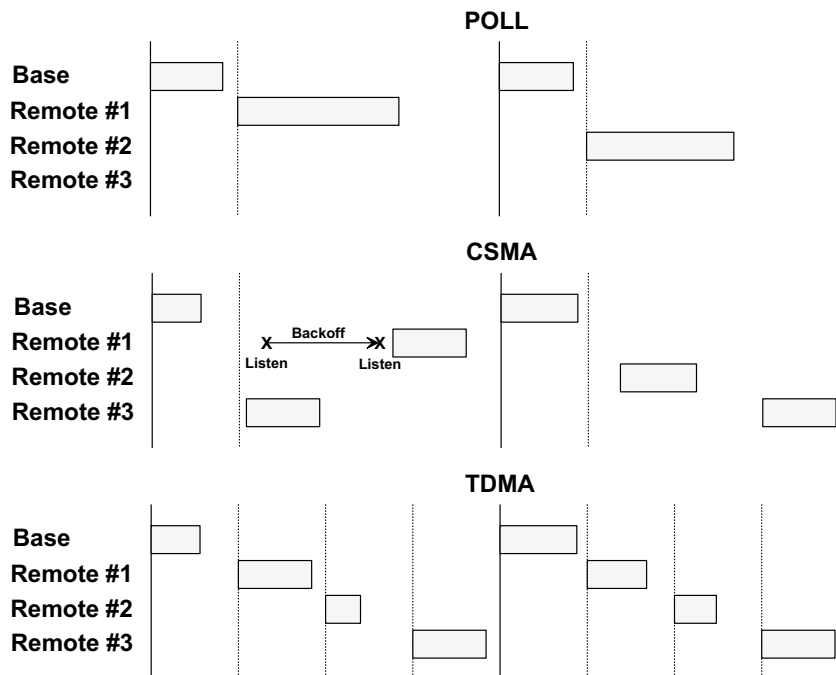 POLL
Base
Remote #1
Remote #2
Remote #3
CSMA
Base
Remote #1
X Backoff X
Listen Listen
Remote #2
Remote #3
TDMA
Base
Remote #1
Remote #2
Remote #3